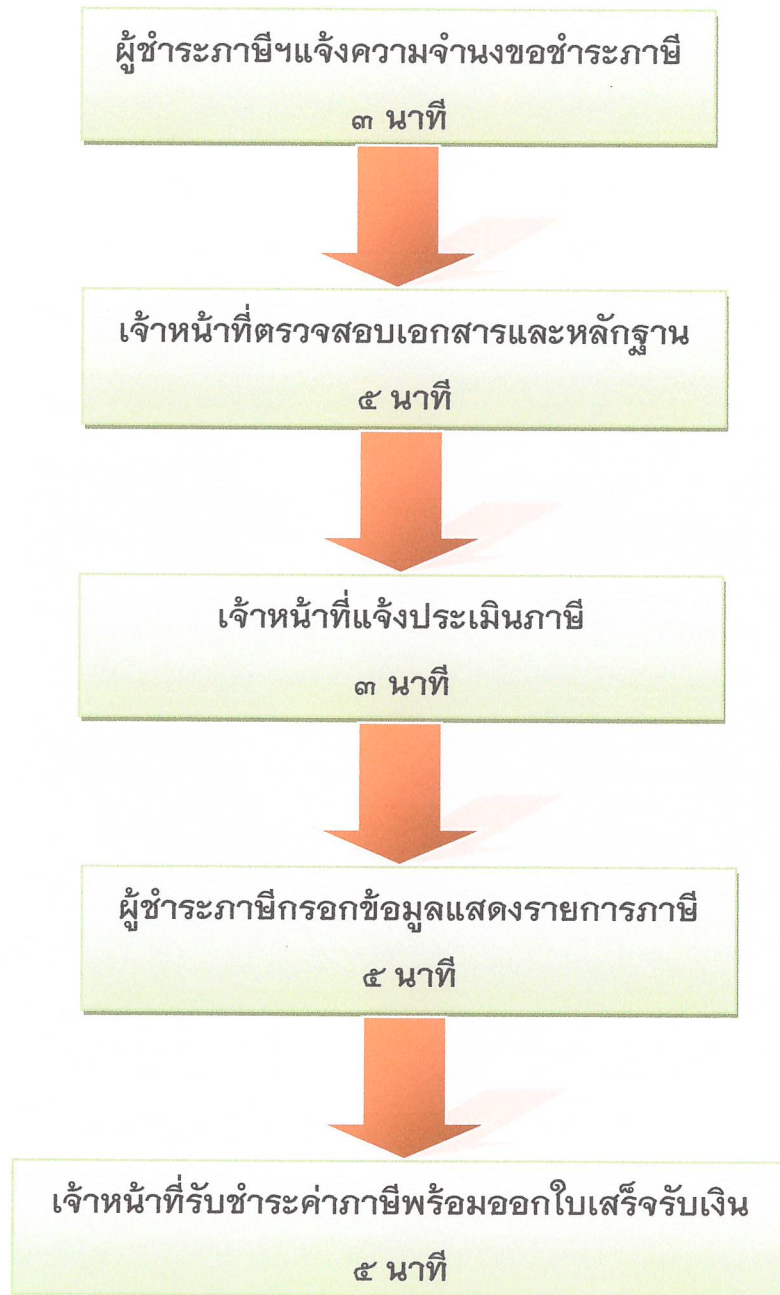 ผู้ชำระภาษีฯแจ้งความจำนงขอชำระภาษี
๓ นาที
เจ้าหน้าที่ตรวจสอบเอกสารและหลักฐาน
๕ นาที
เจ้าหน้าที่แจ้งประเมินภาษี
๓ นาที
ผู้ชำระภาษีกรอกข้อมูลแสดงรายการภาษี
๕ นาที
เจ้าหน้าที่รับชำระค่าภาษีพร้อมออกใบเสร็จรับเงิน
๕ นาที